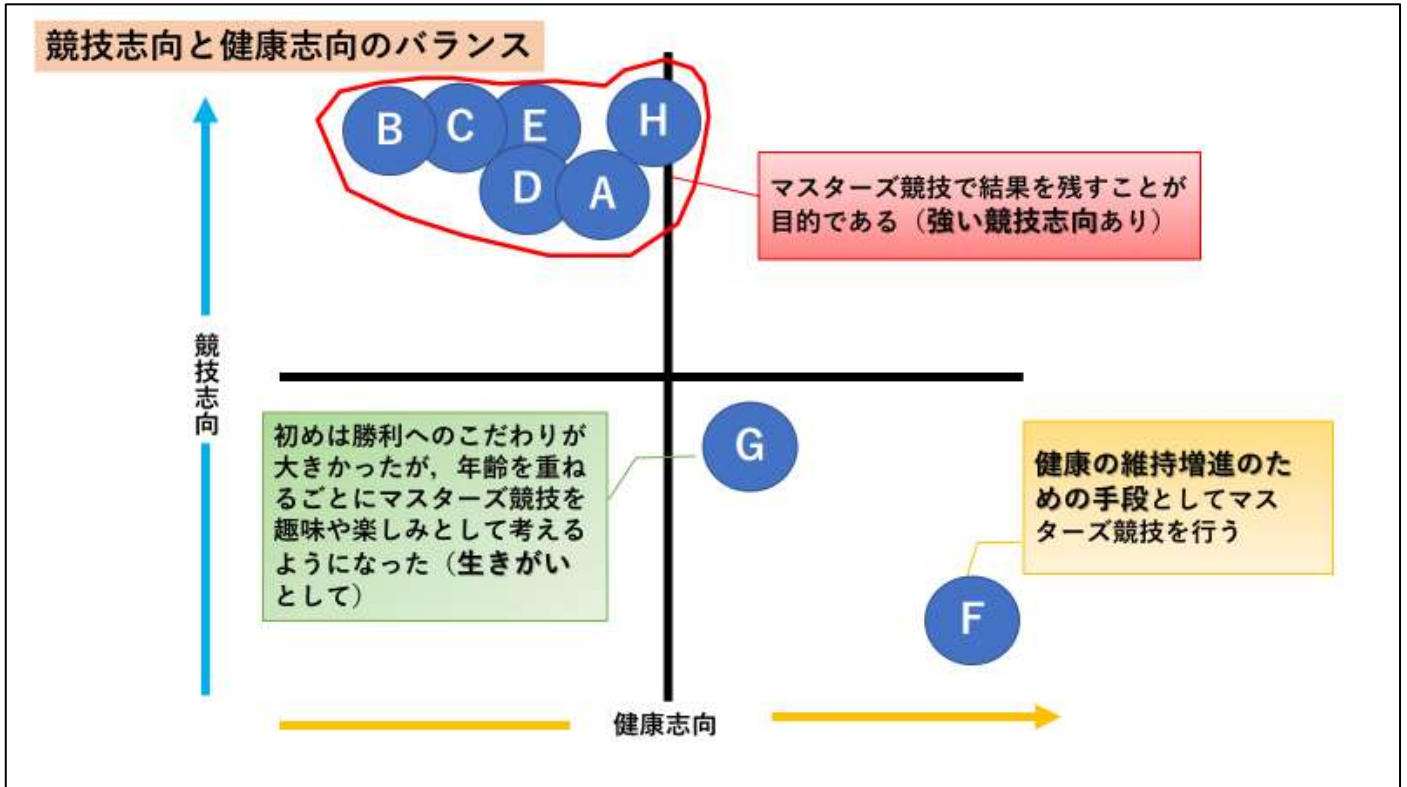 競技志向と健康志向のバランス
B
C
E
H
D
A
マスターズ競技で結果を残すことが
目的である（強い競技志向あり）
競技志向
初めは勝利へのこだわりが
大きかったが，年齢を重ね
るごとにマスターズ競技を
趣味や楽しみとして考える
ようになった（生きがい
として）
G
健康の維持増進のた
めの手段としてマス
ターズ競技を行う
F
健康志向